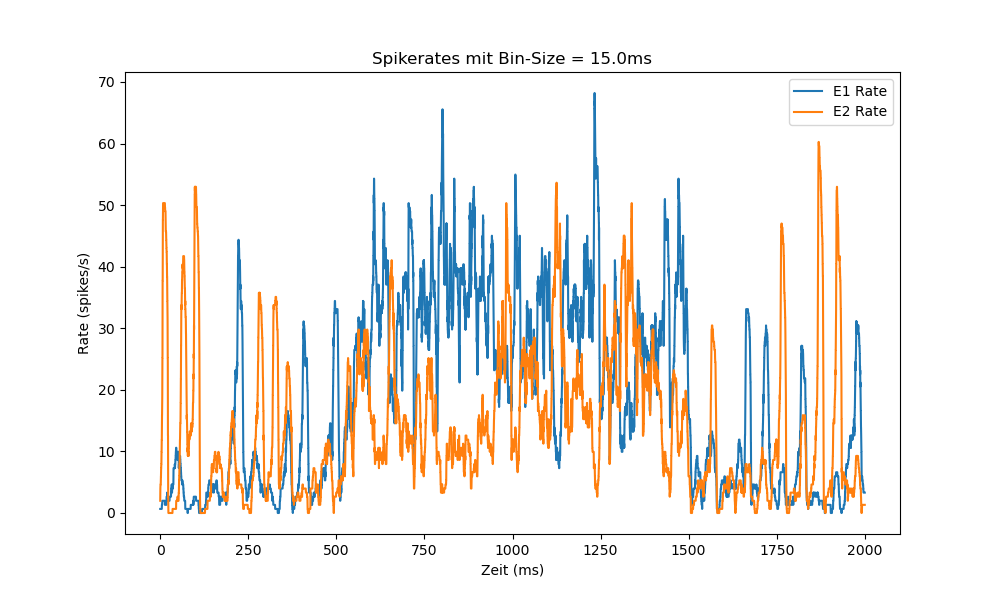 Spikerates mit Bin-Size = 15.0ms
E1 Rate
E2 Rate
70
60
50
40
30
20
10
0
Rate (spikes/s)
0 250 500 750 1000 1250 1500 1750 2000
Zeit (ms)